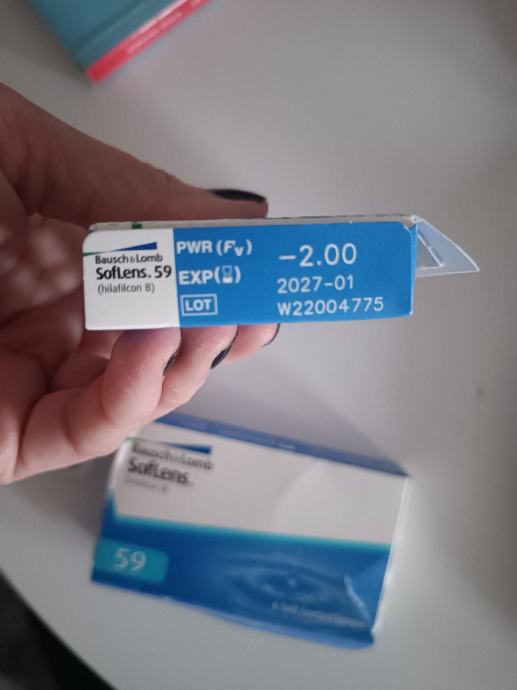 Bausch & Lomb
SofLens. 59
(hilafilcon B)
PWR (Fv)
-2.00
EXP
2027-01
LOT
W22004775
Bausch & Lomb
SofLens.
59